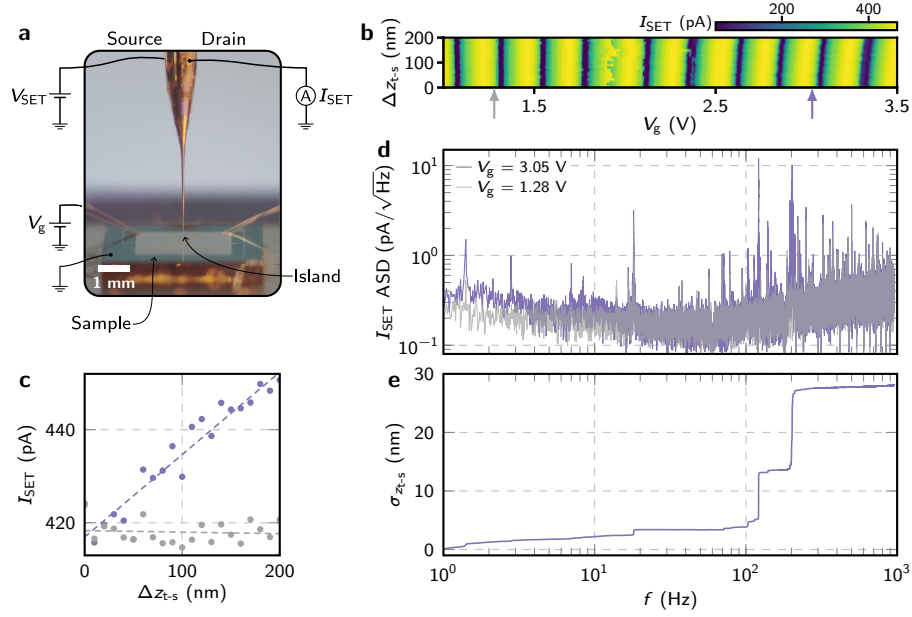 a
Source
Drain
V_SET
A
I_SET
V_g
1 mm
Island
Sample
b
I_SET (pA)
200
400
Δz_t-s (nm)
200
100
0
1.5
2.5
3.5
V_g (V)
c
I_SET (pA)
440
420
0
100
200
Δz_t-s (nm)
d
V_g = 3.05 V
V_g = 1.28 V
I_SET ASD (pA/√Hz)
10^1
10^0
10^−1
e
σ_z_t-s (nm)
30
20
10
0
10^0
10^1
10^2
10^3
f (Hz)